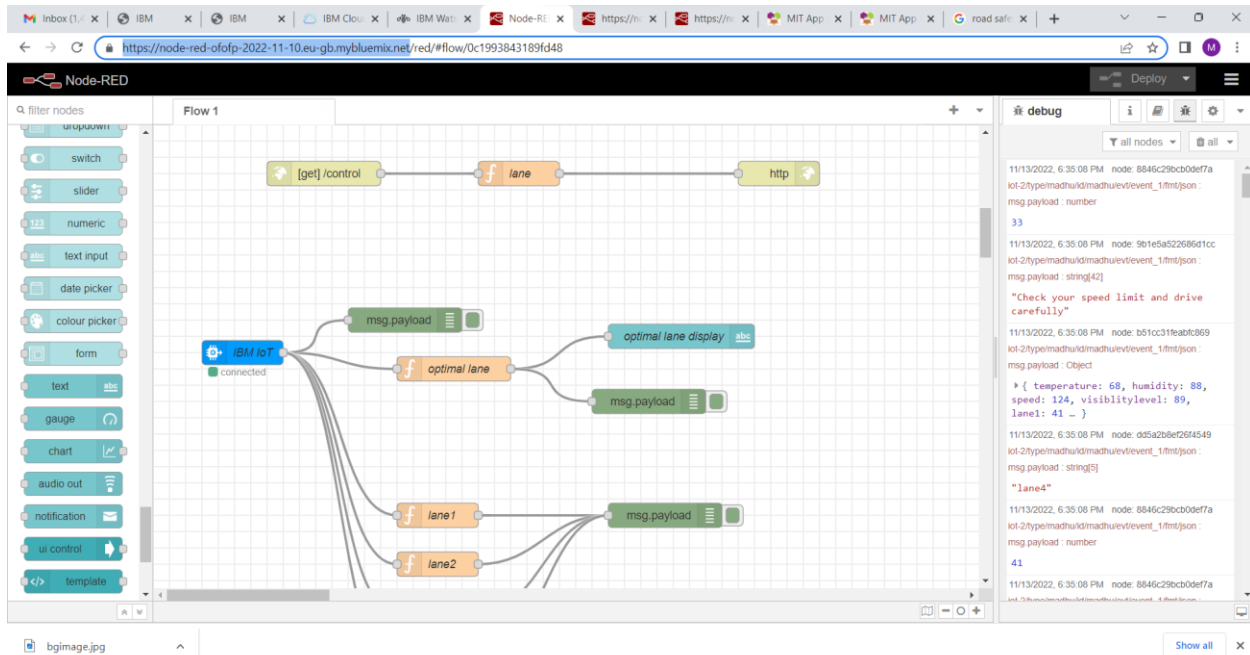 Inbox (1,4
IBM
IBM
IBM Clou
IBM Wats
Node-RE
https://no
https://no
MIT App
MIT App
road safe
https://node-red-ofofp-2022-11-10.eu-gb.mybluemix.net/red/#flow/0c1993843189fd48
M
Node-RED
Deploy
filter nodes
Flow 1
debug
i
all nodes
all
dropdown
switch
slider
123 numeric
abc text input
date picker
colour picker
form
text abc
gauge
chart
audio out
notification
ui control
</> template
[get] /control
f lane
http
msg.payload
IBM IoT
connected
f optimal lane
optimal lane display abc
msg.payload
f lane1
msg.payload
f lane2
11/13/2022, 6:35:08 PM node: 8846c29bcb0def7a
iot-2/type/madhu/id/madhu/evt/event_1/fmt/json :
msg.payload : number
33
11/13/2022, 6:35:08 PM node: 9b1e5a522686d1cc
iot-2/type/madhu/id/madhu/evt/event_1/fmt/json :
msg.payload : string[42]
"Check your speed limit and drive
carefully"
11/13/2022, 6:35:08 PM node: b51cc31feabfc869
iot-2/type/madhu/id/madhu/evt/event_1/fmt/json :
msg.payload : Object
{ temperature: 68, humidity: 88,
speed: 124, visiblitylevel: 89,
lane1: 41 … }
11/13/2022, 6:35:08 PM node: dd5a2b8ef26f4549
iot-2/type/madhu/id/madhu/evt/event_1/fmt/json :
msg.payload : string[5]
"lane4"
11/13/2022, 6:35:08 PM node: 8846c29bcb0def7a
iot-2/type/madhu/id/madhu/evt/event_1/fmt/json :
msg.payload : number
41
11/13/2022, 6:35:08 PM node: 8846c29bcb0def7a
bgimage.jpg
Show all